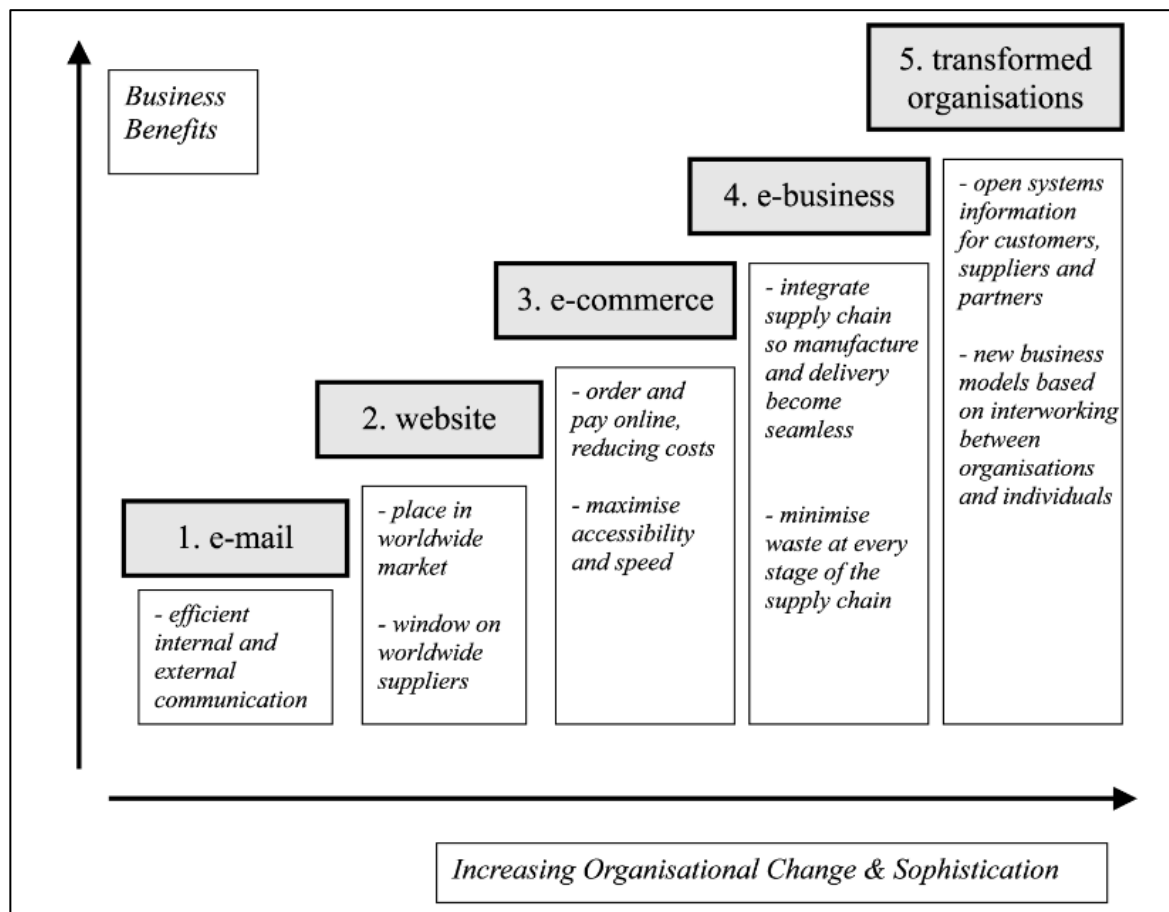 Business
Benefits
1. e-mail
- efficient
internal and
external
communication
2. website
- place in
worldwide
market
- window on
worldwide
suppliers
3. e-commerce
- order and
pay online,
reducing costs
- maximise
accessibility
and speed
4. e-business
- integrate
supply chain
so manufacture
and delivery
become
seamless
- minimise
waste at every
stage of the
supply chain
5. transformed
organisations
- open systems
information
for customers,
suppliers and
partners
- new business
models based
on interworking
between
organisations
and individuals
Increasing Organisational Change & Sophistication